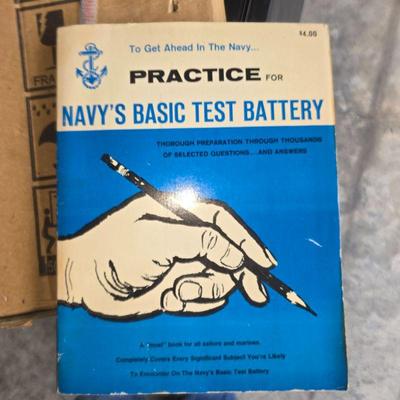 $4.00
To Get Ahead In The Navy...
PRACTICE FOR
NAVY'S BASIC TEST BATTERY
THOROUGH PREPARATION THROUGH THOUSANDS
OF SELECTED QUESTIONS...AND ANSWERS
A "must" book for all sailors and marines.
Completely Covers Every Significant Subject You're Likely
To Encounter On The Navy's Basic Test Battery
FRA